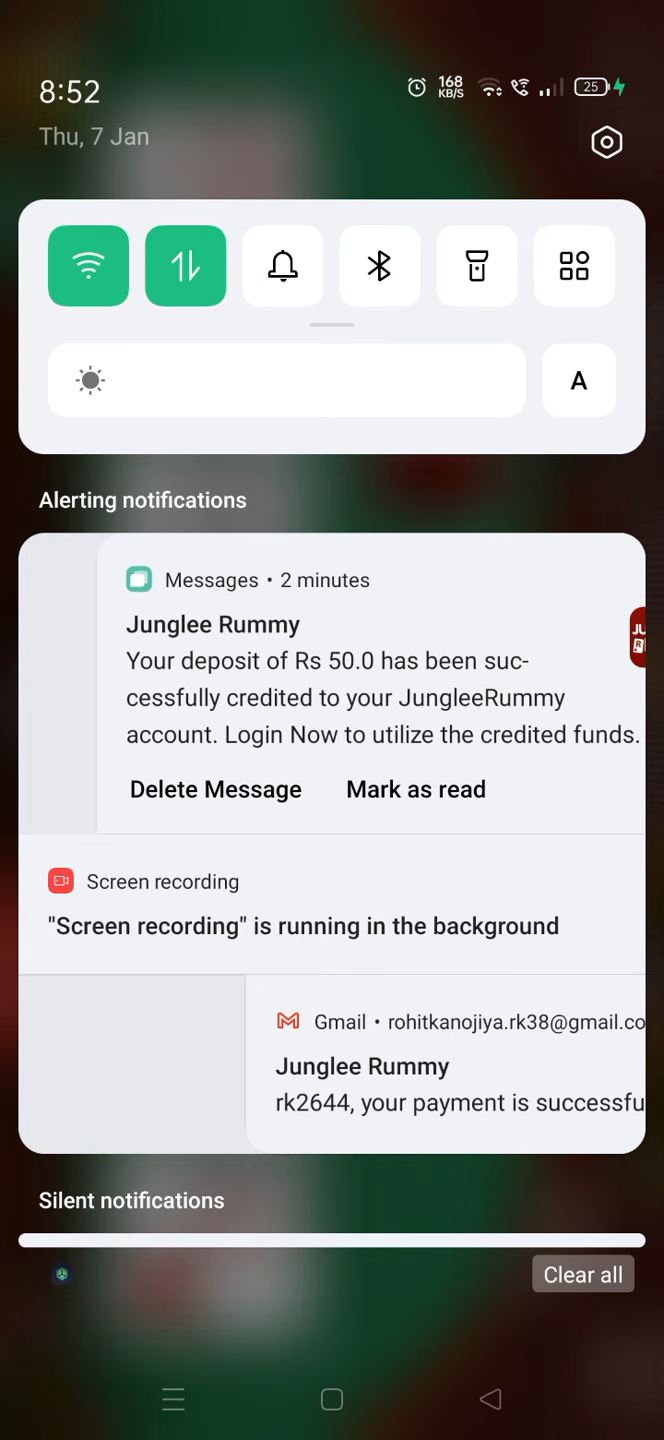 8:52
168
KB/S
25
Thu, 7 Jan
A
Alerting notifications
Messages • 2 minutes
Junglee Rummy
Your deposit of Rs 50.0 has been suc-
cessfully credited to your JungleeRummy
account. Login Now to utilize the credited funds.
JU
R
Delete Message Mark as read
Screen recording
"Screen recording" is running in the background
Gmail • rohitkanojiya.rk38@gmail.co
Junglee Rummy
rk2644, your payment is successfu
Silent notifications
Clear all